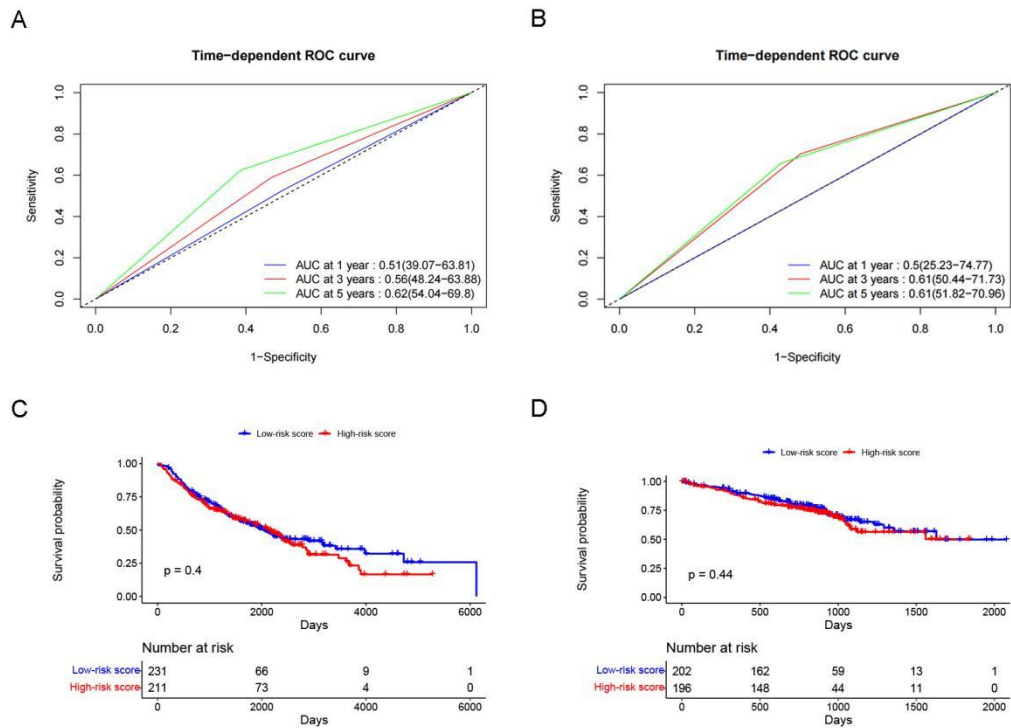 A
Time-dependent ROC curve
Sensitivity
1.0
0.8
0.6
0.4
0.2
0.0
AUC at 1 year : 0.51(39.07-63.81)
AUC at 3 years : 0.56(48.24-63.88)
AUC at 5 years : 0.62(54.04-69.8)
0.0 0.2 0.4 0.6 0.8 1.0
1-Specificity
B
Time-dependent ROC curve
Sensitivity
1.0
0.8
0.6
0.4
0.2
0.0
AUC at 1 year : 0.5(25.23-74.77)
AUC at 3 years : 0.61(50.44-71.73)
AUC at 5 years : 0.61(51.82-70.96)
0.0 0.2 0.4 0.6 0.8 1.0
1-Specificity
C
Low-risk score High-risk score
Survival probability
1.00
0.75
0.50
0.25
0.00
p = 0.4
0 2000 4000 6000
Days
Number at risk
Low-risk score 231 66 9 1
High-risk score 211 73 4 0
0 2000 4000 6000
Days
D
Low-risk score High-risk score
Survival probability
1.00
0.75
0.50
0.25
0.00
p = 0.44
0 500 1000 1500 2000
Days
Number at risk
Low-risk score 202 162 59 13 1
High-risk score 196 148 44 11 0
0 500 1000 1500 2000
Days